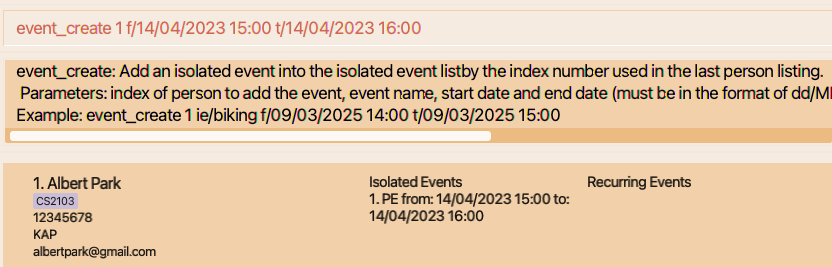 event_create 1 f/14/04/2023 15:00 t/14/04/2023 16:00
event_create: Add an isolated event into the isolated event listby the index number used in the last person listing.
Parameters: index of person to add the event, event name, start date and end date (must be in the format of dd/M
Example: event_create 1 ie/biking f/09/03/2025 14:00 t/09/03/2025 15:00
1. Albert Park
CS2103
12345678
KAP
albertpark@gmail.com
Isolated Events
1. PE from: 14/04/2023 15:00 to:
14/04/2023 16:00
Recurring Events